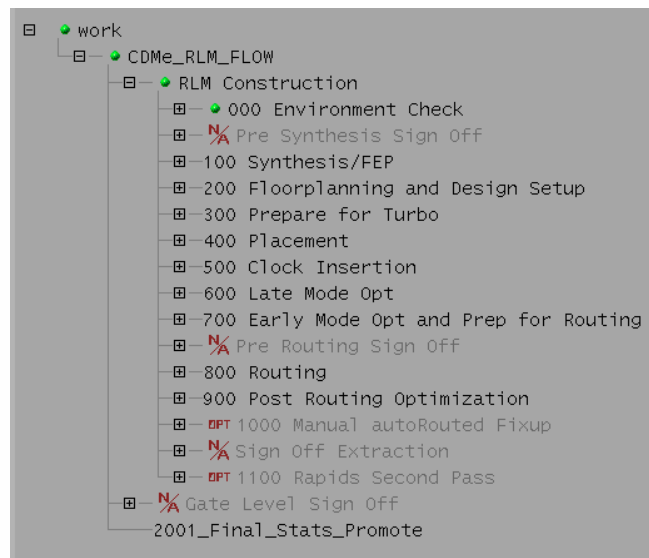 work
CDMe_RLM_FLOW
RLM Construction
000 Environment Check
N/A Pre Synthesis Sign Off
100 Synthesis/FEP
200 Floorplanning and Design Setup
300 Prepare for Turbo
400 Placement
500 Clock Insertion
600 Late Mode Opt
700 Early Mode Opt and Prep for Routing
N/A Pre Routing Sign Off
800 Routing
900 Post Routing Optimization
OPT 1000 Manual autoRouted Fixup
N/A Sign Off Extraction
OPT 1100 Rapids Second Pass
N/A Gate Level Sign Off
2001_Final_Stats_Promote